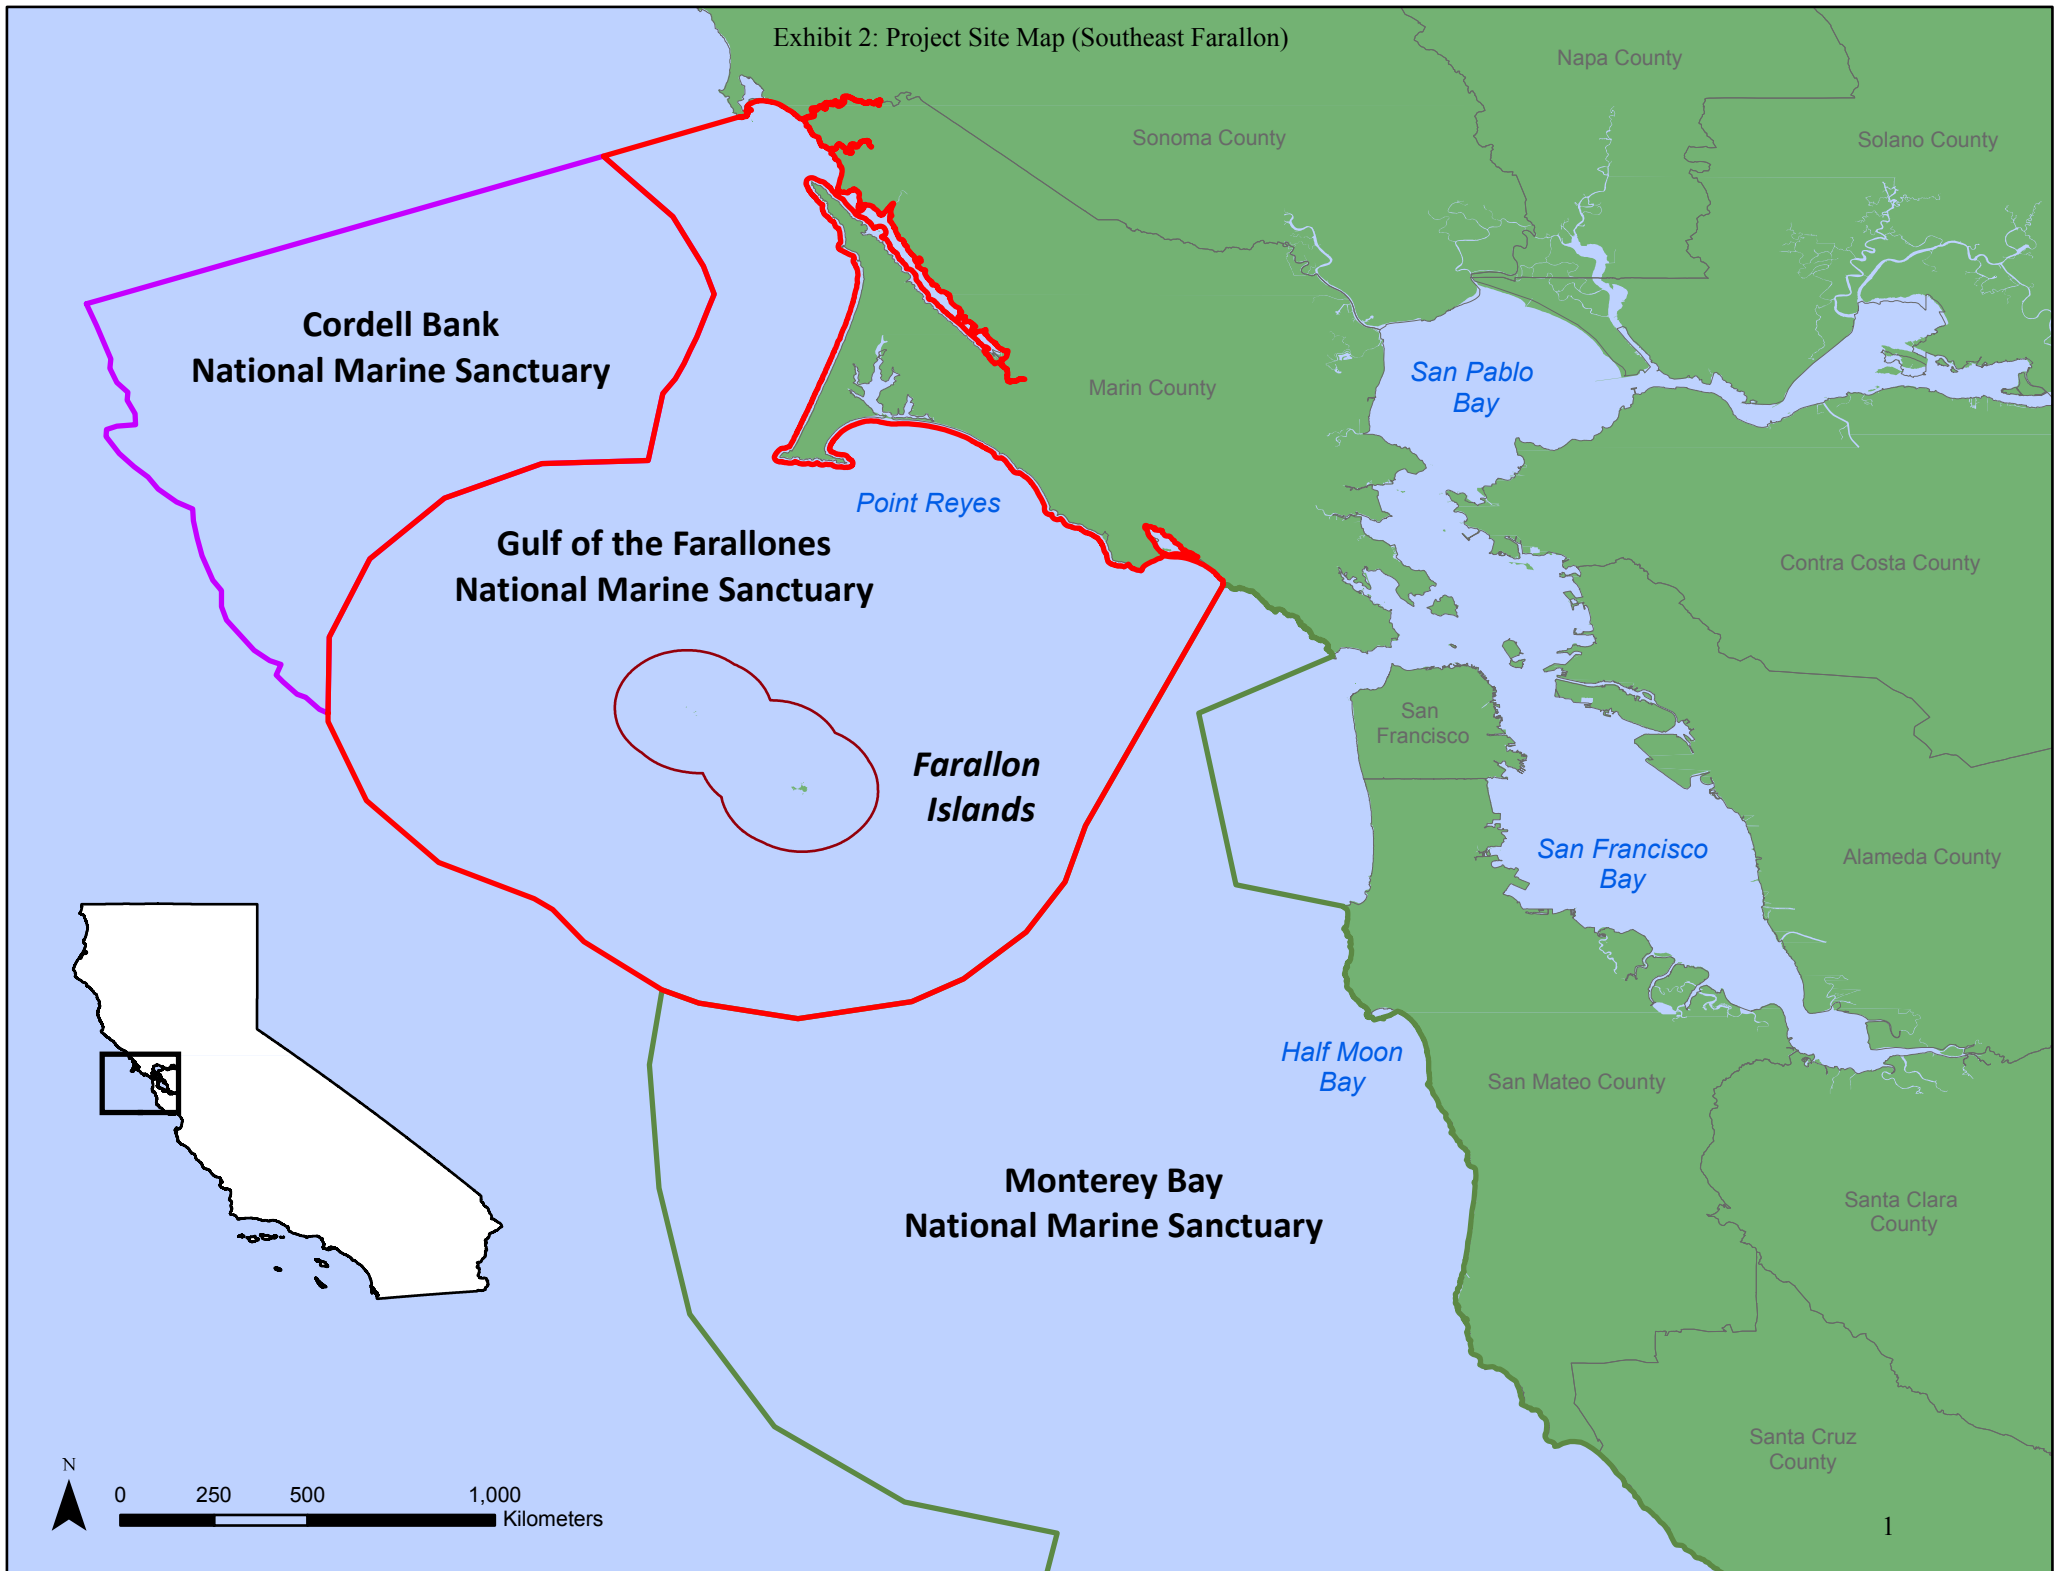 Exhibit 2: Project Site Map (Southeast Farallon)
Napa County
Sonoma County
Solano County
Cordell Bank
National Marine Sanctuary
San Pablo
Bay
Marin County
Point Reyes
Gulf of the Farallones
National Marine Sanctuary
Contra Costa County
San
Francisco
Farallon
Islands
San Francisco
Bay
Alameda County
Half Moon
Bay
San Mateo County
Monterey Bay
National Marine Sanctuary
Santa Clara
County
Santa Cruz
County
N
0 250 500 1,000
Kilometers
1